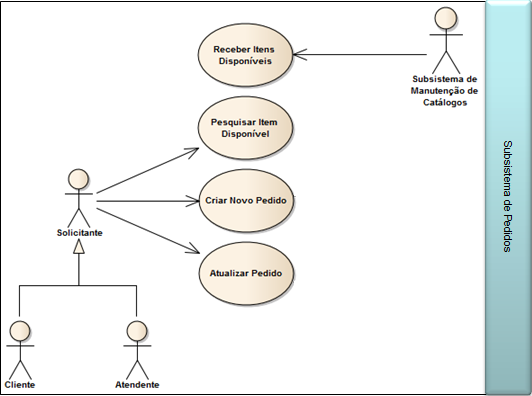 Receber Itens
Disponíveis
Subsistema de
Manutenção de
Catálogos
Pesquisar Item
Disponível
Criar Novo Pedido
Solicitante
Atualizar Pedido
Cliente
Atendente
Subsistema de Pedidos